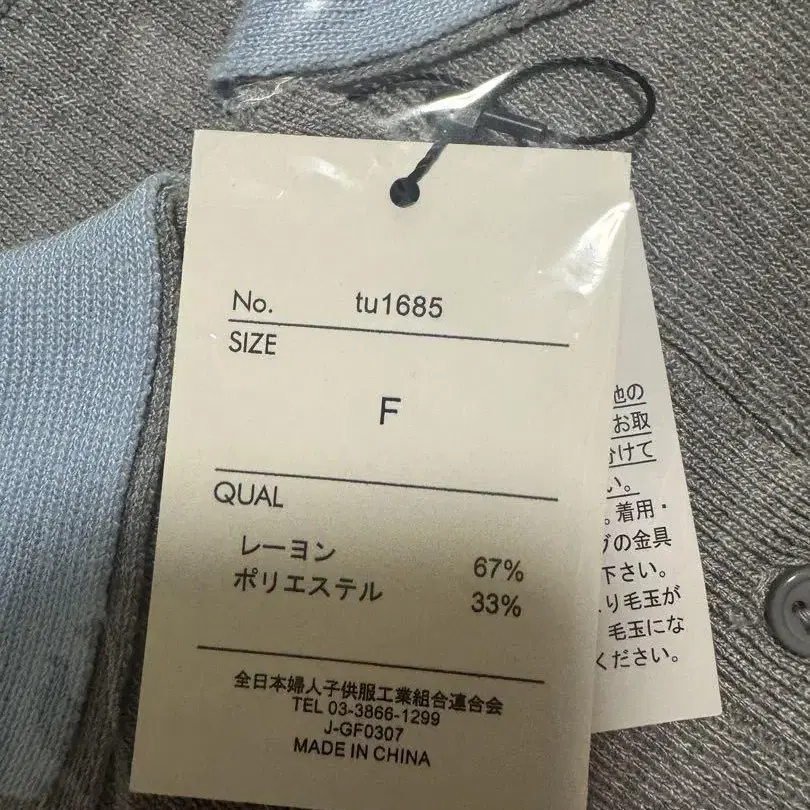 No. tu1685
SIZE
F
QUAL
レーヨン 67%
ポリエステル 33%
全日本婦人子供服工業組合連合会
TEL 03-3866-1299
J-GF0307
MADE IN CHINA
他の
お取
分けて
い。
。着用・
グの金具
下さい。
より毛玉が
毛玉にな
ください。